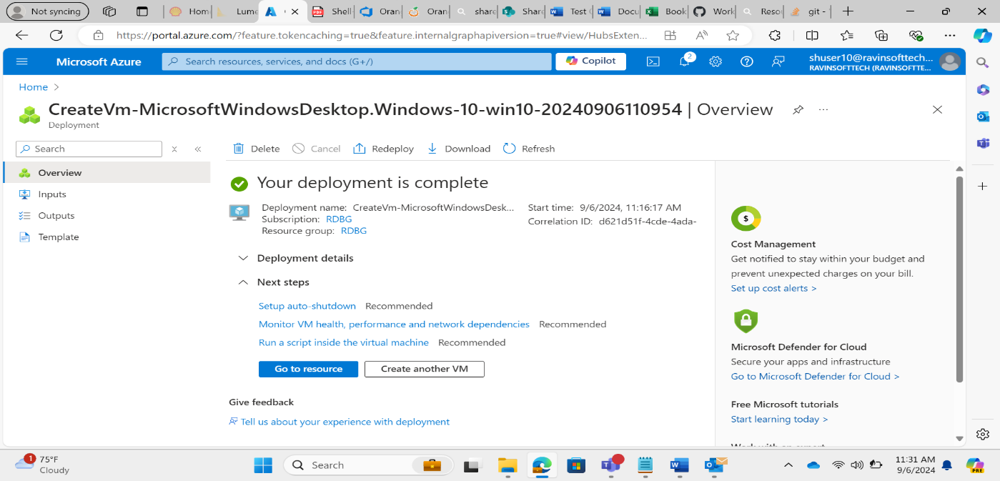 Not syncing
Hom
Lume
C
Shell
Oran
Oran
share
Share
Test (
Docu
Book
Work
Resou
git -
https://portal.azure.com/?feature.tokencaching=true&feature.internalgraphapiversion=true#view/HubsExten...
Microsoft Azure
Search resources, services, and docs (G+/)
Copilot
2
shuser10@ravinsofttech...
RAVINSOFTTECH (RAVINSOFTTE...
Home >
CreateVm-MicrosoftWindowsDesktop.Windows-10-win10-20240906110954 | Overview
Deployment
Search
Delete
Cancel
Redeploy
Download
Refresh
Overview
Inputs
Outputs
Template
Your deployment is complete
Deployment name: CreateVm-MicrosoftWindowsDesk...
Subscription: RDBG
Resource group: RDBG
Start time: 9/6/2024, 11:16:17 AM
Correlation ID: d621d51f-4cde-4ada-
Deployment details
Next steps
Setup auto-shutdown Recommended
Monitor VM health, performance and network dependencies Recommended
Run a script inside the virtual machine Recommended
Go to resource
Create another VM
Give feedback
Tell us about your experience with deployment
$
Cost Management
Get notified to stay within your budget and
prevent unexpected charges on your bill.
Set up cost alerts >
Microsoft Defender for Cloud
Secure your apps and infrastructure
Go to Microsoft Defender for Cloud >
Free Microsoft tutorials
Start learning today >
Work with an expert
1
75°F
Cloudy
Search
PRE
11:31 AM
9/6/2024